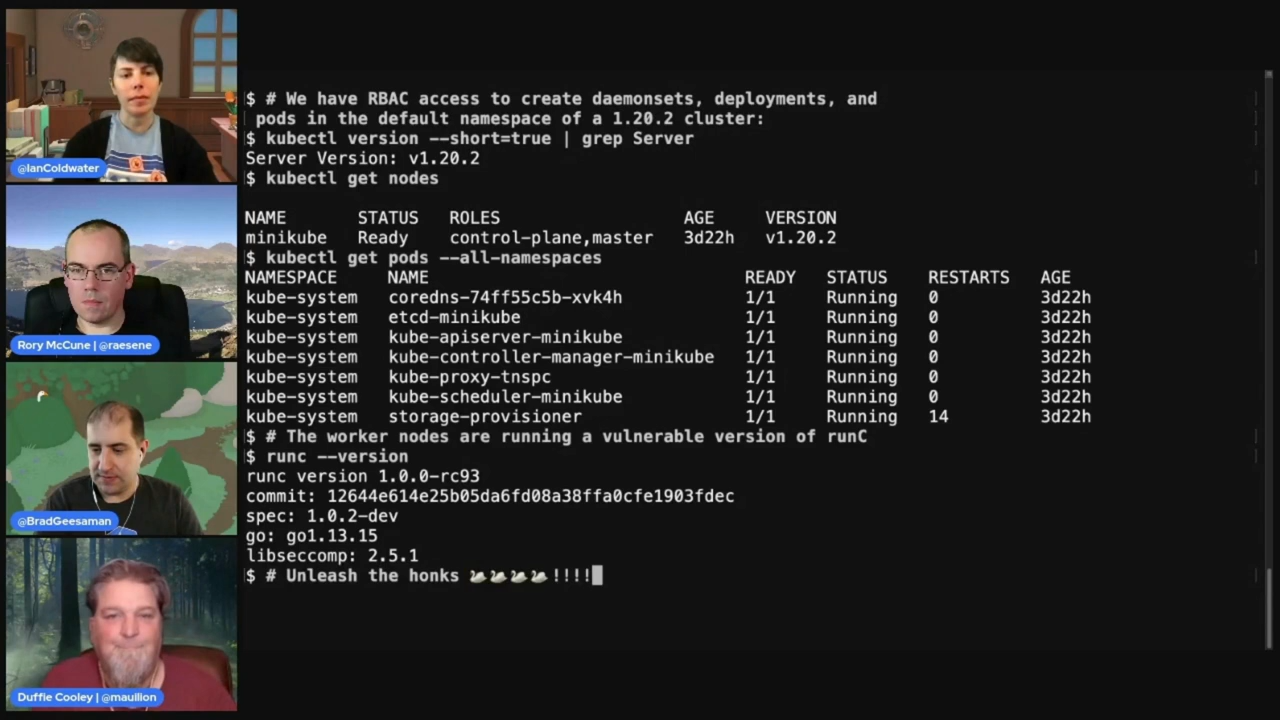 @IanColdwater
Rory McCune | @raesene
@BradGeesaman
Duffie Cooley | @mauilion
$ # We have RBAC access to create daemonsets, deployments, and
pods in the default namespace of a 1.20.2 cluster:
$ kubectl version --short=true | grep Server
Server Version: v1.20.2
$ kubectl get nodes
NAME STATUS ROLES AGE VERSION
minikube Ready control-plane,master 3d22h v1.20.2
$ kubectl get pods --all-namespaces
NAMESPACE NAME READY STATUS RESTARTS AGE
kube-system coredns-74ff55c5b-xvk4h 1/1 Running 0 3d22h
kube-system etcd-minikube 1/1 Running 0 3d22h
kube-system kube-apiserver-minikube 1/1 Running 0 3d22h
kube-system kube-controller-manager-minikube 1/1 Running 0 3d22h
kube-system kube-proxy-tnspc 1/1 Running 0 3d22h
kube-system kube-scheduler-minikube 1/1 Running 0 3d22h
kube-system storage-provisioner 1/1 Running 14 3d22h
$ # The worker nodes are running a vulnerable version of runC
$ runc --version
runc version 1.0.0-rc93
commit: 12644e614e25b05da6fd08a38ffa0cfe1903fdec
spec: 1.0.2-dev
go: go1.13.15
libseccomp: 2.5.1
$ # Unleash the honks 🦢🦢🦢🦢!!!!